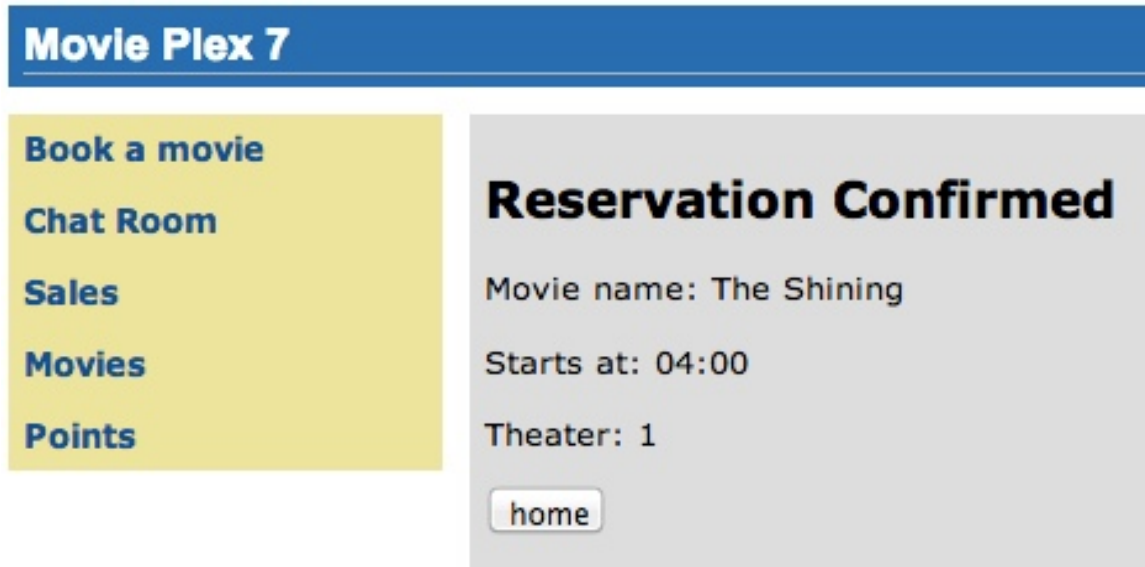 Movie Plex 7
Book a movie
Chat Room
Sales
Movies
Points
Reservation Confirmed
Movie name: The Shining
Starts at: 04:00
Theater: 1
home